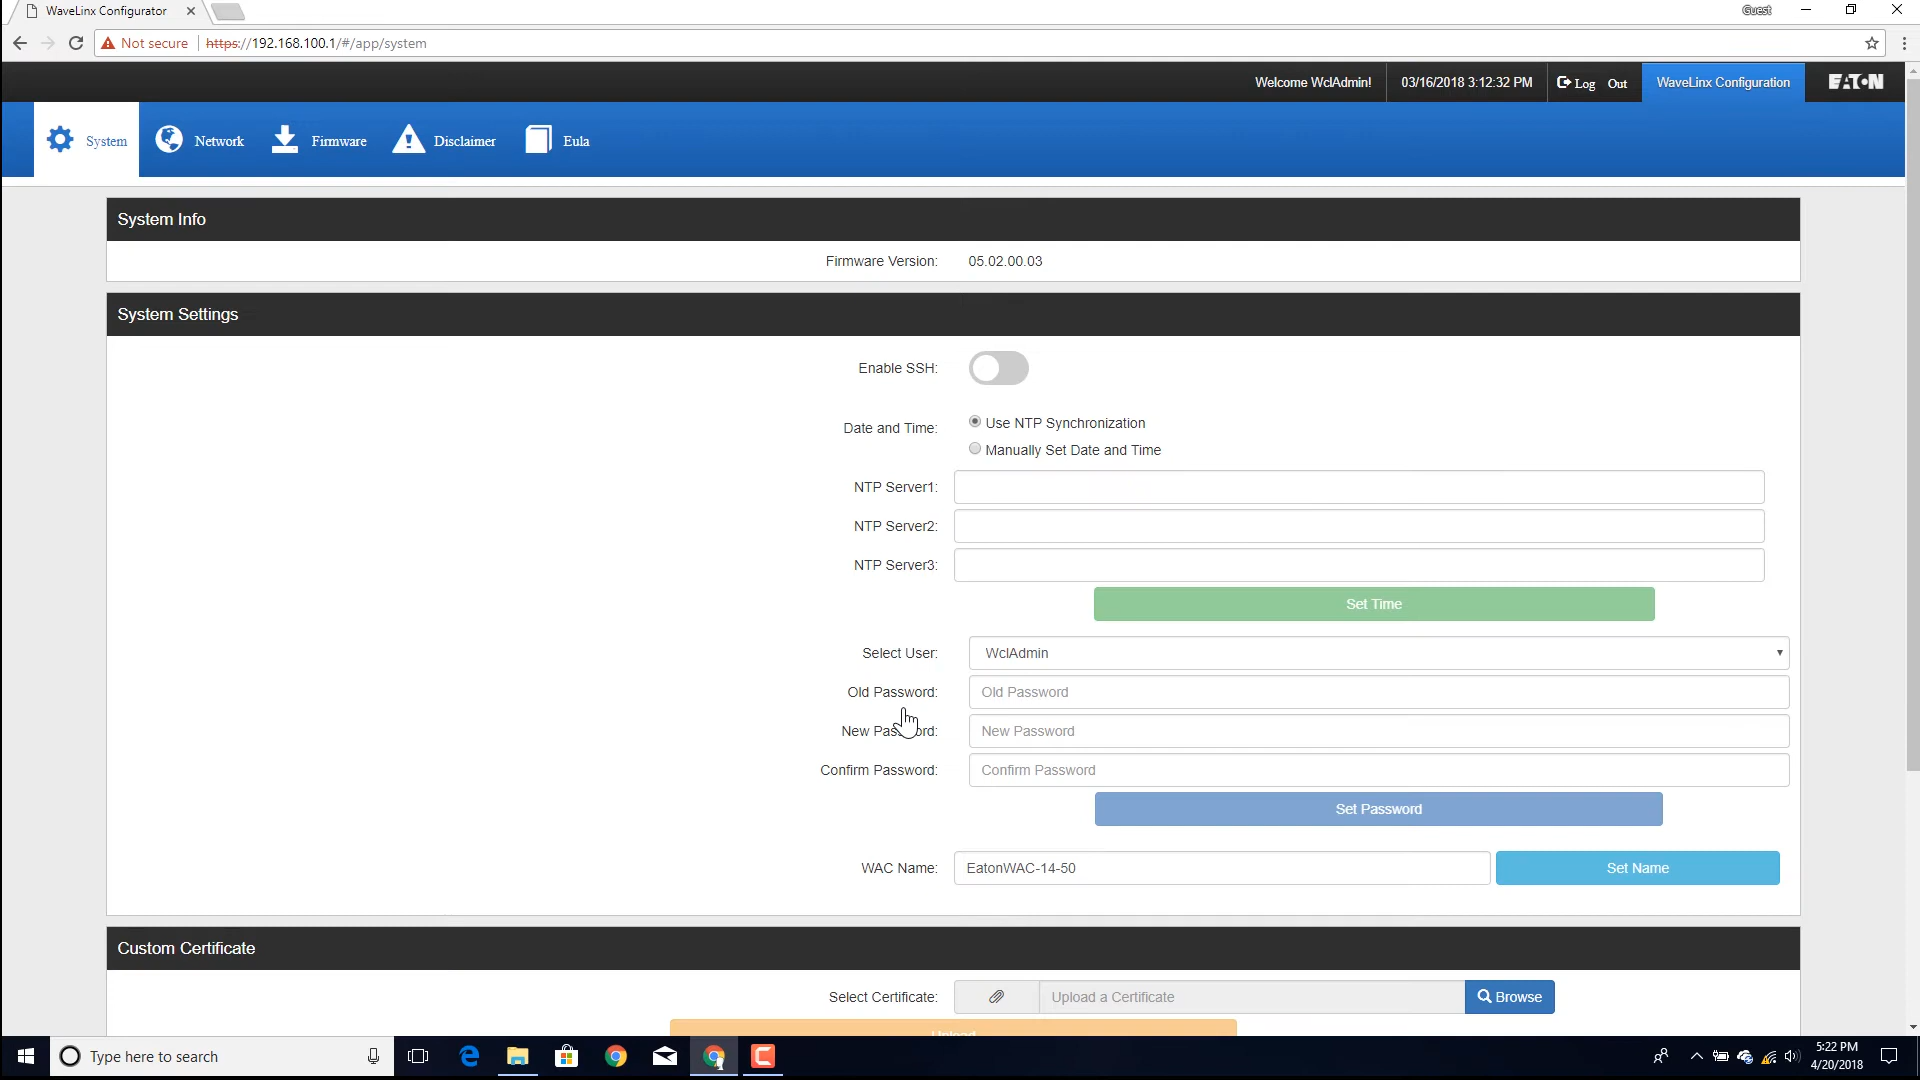 WaveLinx Configurator
Guest
Not secure https://192.168.100.1/#/app/system
Welcome WclAdmin! 03/16/2018 3:12:32 PM Log Out WaveLinx Configuration EATON
System Network Firmware Disclaimer Eula
System Info
Firmware Version: 05.02.00.03
System Settings
Enable SSH:
Date and Time: Use NTP Synchronization
Manually Set Date and Time
NTP Server1:
NTP Server2:
NTP Server3:
Set Time
Select User: WclAdmin
Old Password: Old Password
New Password: New Password
Confirm Password: Confirm Password
Set Password
WAC Name: EatonWAC-14-50 Set Name
Custom Certificate
Select Certificate: Upload a Certificate Browse
Upload
Type here to search
5:22 PM
4/20/2018